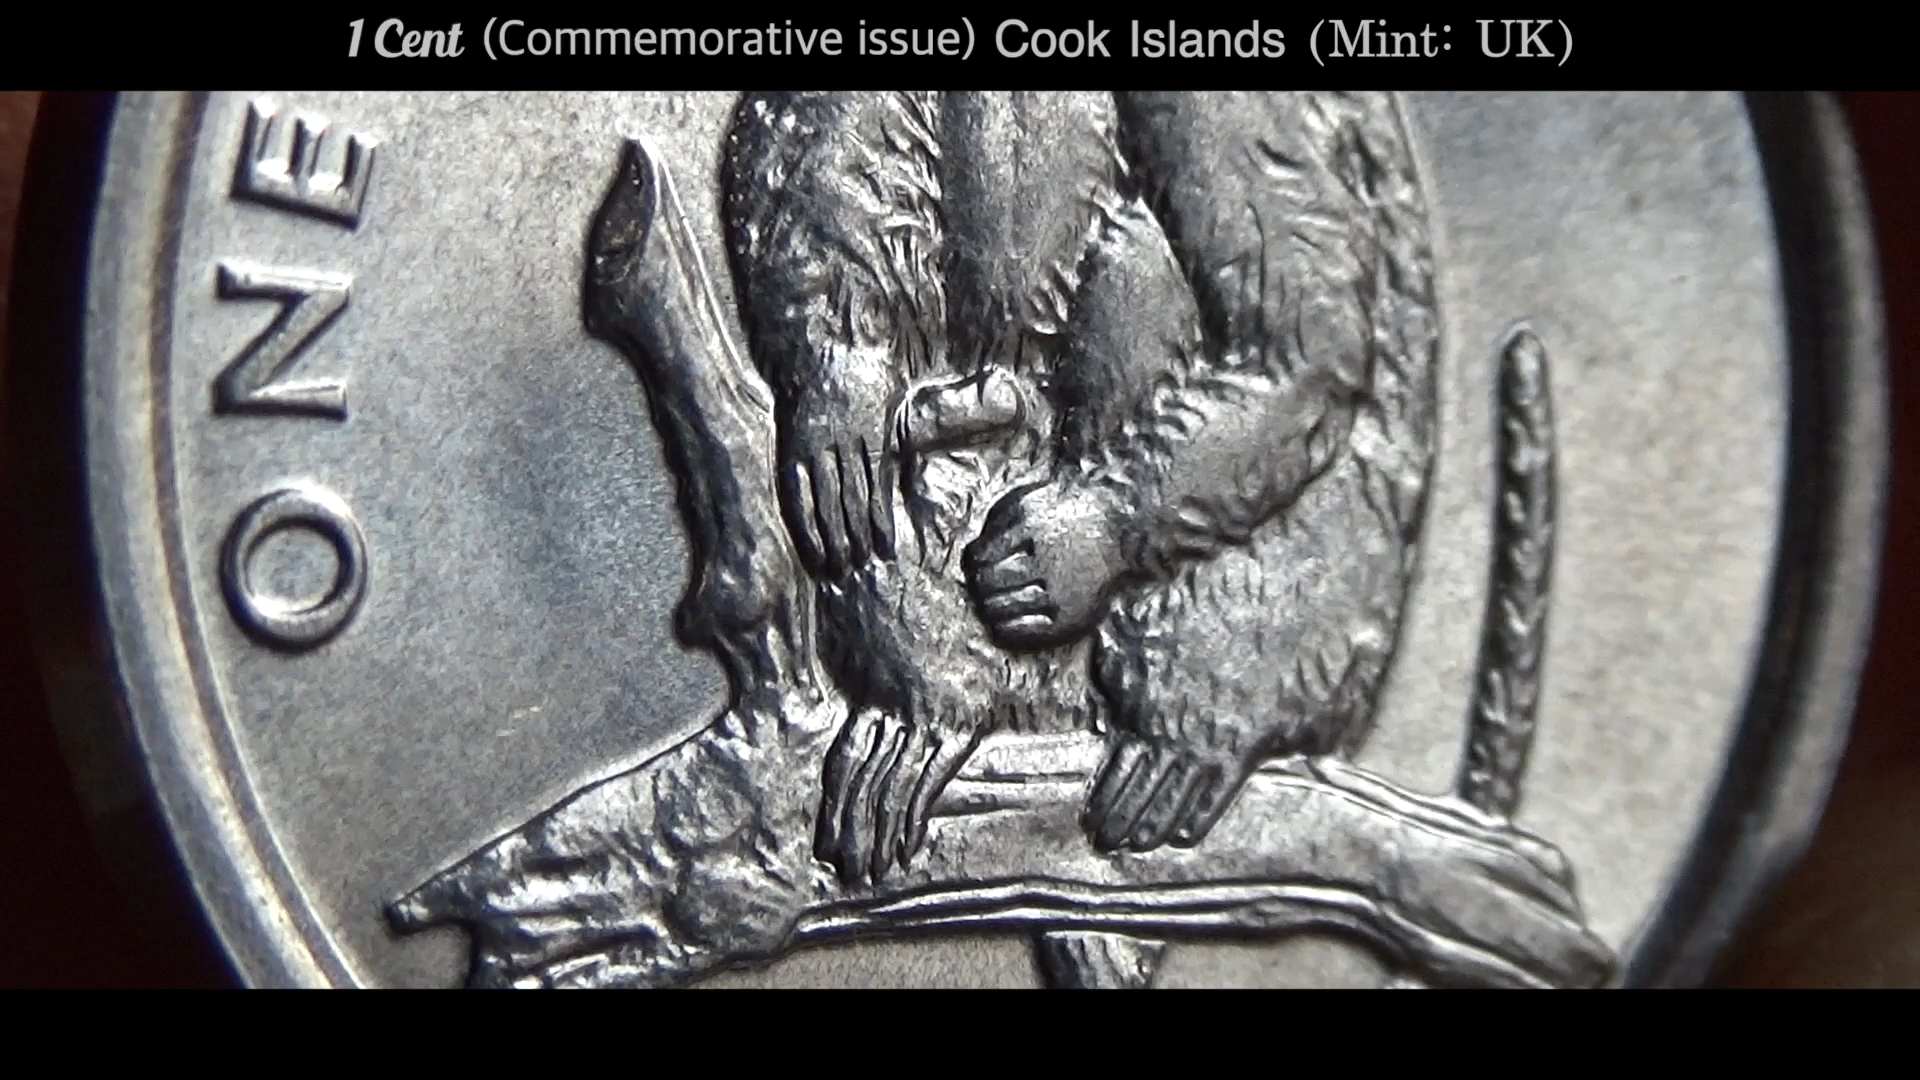 1 Cent (Commemorative issue) Cook Islands (Mint: UK)
ONE